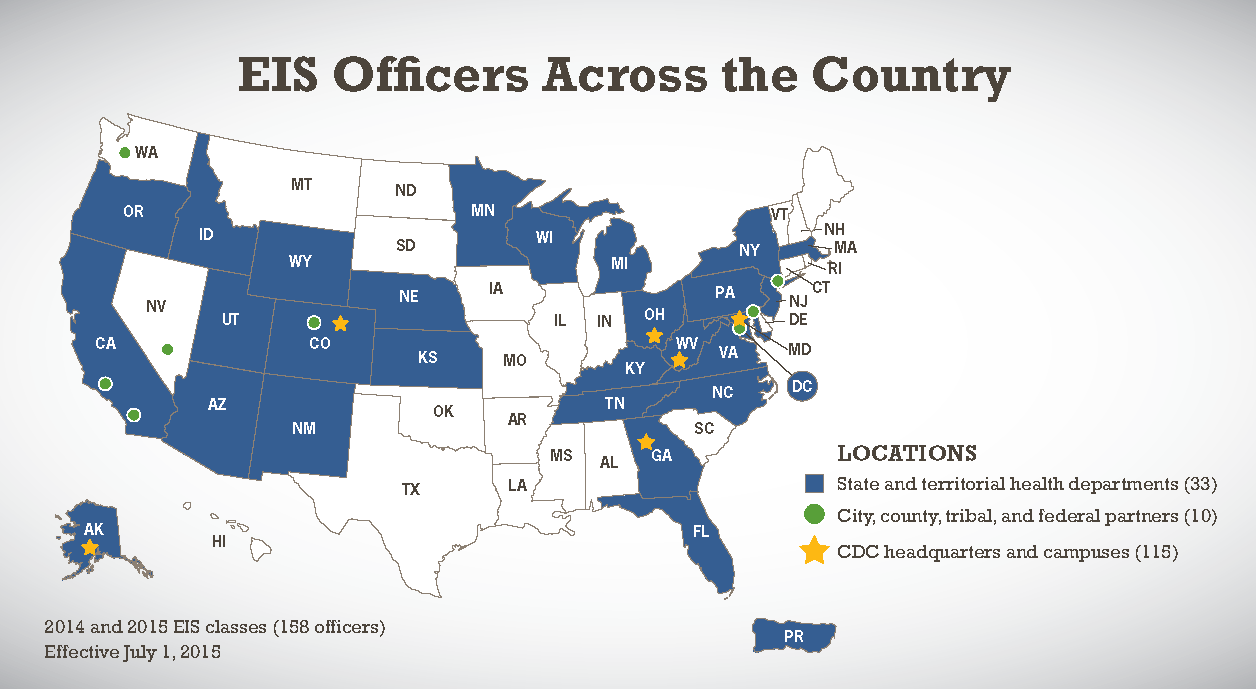 EIS Officers Across the Country
WA
MT
ND
MN
VT
NH
OR
ID
SD
WI
MI
NY
MA
RI
WY
CT
NV
NE
IA
PA
NJ
UT
IL
IN
OH
DE
CA
CO
KS
MO
WV
VA
MD
KY
DC
AZ
NM
OK
AR
TN
NC
SC
MS
AL
GA
TX
LA
FL
AK
HI
PR
LOCATIONS
State and territorial health departments (33)
City, county, tribal, and federal partners (10)
CDC headquarters and campuses (115)
2014 and 2015 EIS classes (158 officers)
Effective July 1, 2015